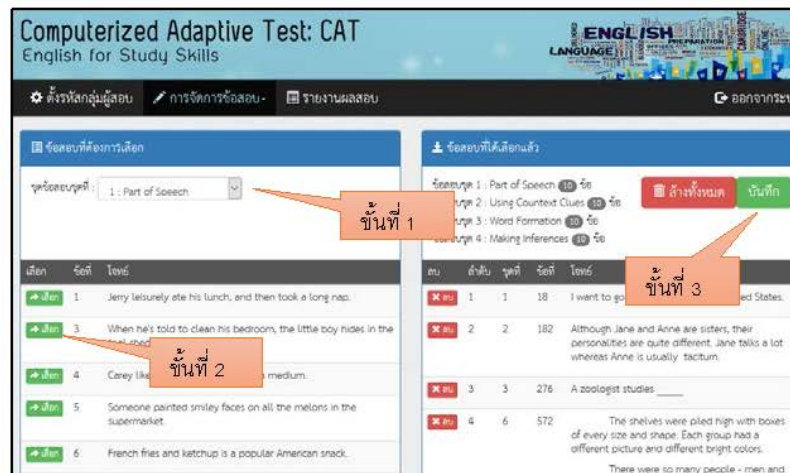 Computerized Adaptive Test: CAT
English for Study Skills
ENGLISH
LANGUAGE
PREPARATION
CAMBRIDGE
ONLINE
ตั้งรหัสกลุ่มผู้สอบ
การจัดการข้อสอบ
รายงานผลสอบ
ออกจากระบ
ข้อสอบที่ต้องการเลือก
ชุดข้อสอบชุดที่ :
1 : Part of Speech
ขั้นที่ 1
เลือก ข้อที่ โจทย์
เลือก 1 Jerry leisurely ate his lunch, and then took a long nap.
เลือก 3 When he's told to clean his bedroom, the little boy hides in the
ขั้นที่ 2
เลือก 4 Carey like medium.
เลือก 5 Someone painted smiley faces on all the melons in the
supermarket.
เลือก 6 French fries and ketchup is a popular American snack.
ข้อสอบที่ได้เลือกแล้ว
ข้อสอบชุด 1 : Part of Speech 10 ข้อ
ชุด 2 : Using Countext Clues 10 ข้อ
ชุด 3 : Word Formation 10 ข้อ
ชุด 4 : Making Inferences 10 ข้อ
ล้างทั้งหมด
บันทึก
ขั้นที่ 3
ลบ ลำดับ ชุดที่ ข้อที่ โจทย์
ลบ 1 1 18 I want to go ed States.
ลบ 2 2 182 Although Jane and Anne are sisters, their
personalities are quite different. Jane talks a lot
whereas Anne is usually taciturn.
ลบ 3 3 276 A zoologist studies _____
ลบ 4 6 572 The shelves were piled high with boxes
of every size and shape. Each group had a
different picture and different bright colors.
There were so many people - men and